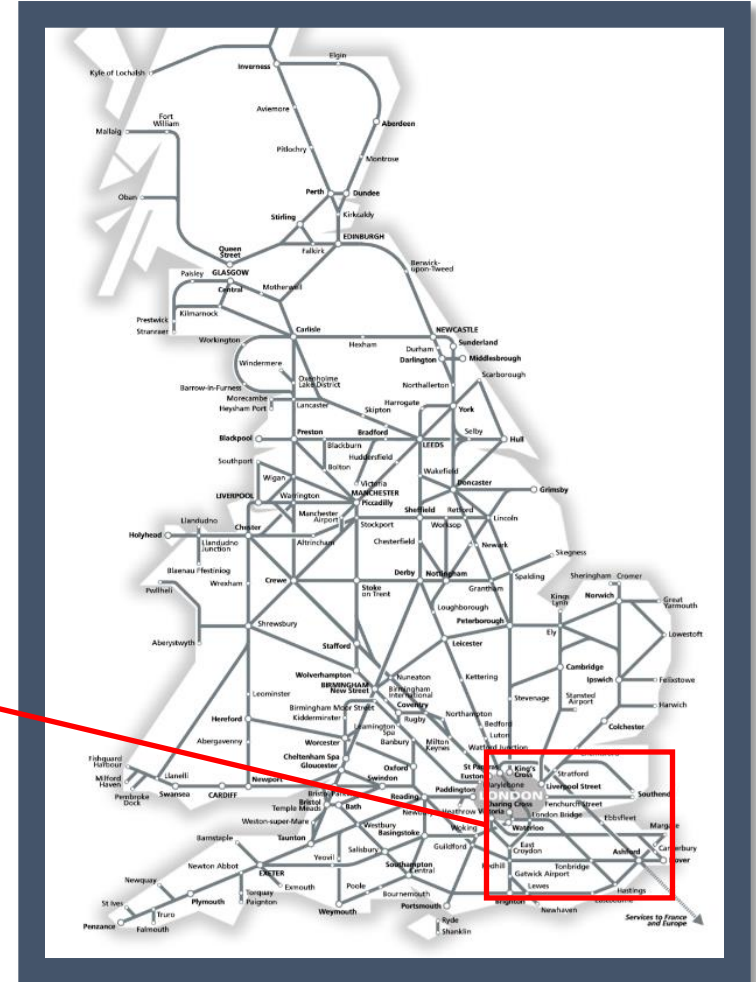 Elgin
Inverness
Kyle of Lochalsh
Aviemore
Fort
William
Mallaig
Aberdeen
Pitlochry
Montrose
Oban
Perth
Dundee
Stirling
Kirkcaldy
EDINBURGH
Queen
Street
Falkirk
Berwick-
upon-Tweed
Paisley
GLASGOW
Central
Motherwell
Prestwick
Kilmarnock
Stranraer
Carlisle
NEWCASTLE
Workington
Hexham
Sunderland
Durham
Darlington
Middlesbrough
Windermere
Oxenholme
Lake District
Scarborough
Barrow-in-Furness
Northallerton
Morecambe
Heysham Port
Lancaster
Harrogate
Skipton
York
Blackpool
Preston
Bradford
Selby
Hull
Blackburn
LEEDS
Southport
Huddersfield
Bolton
Wakefield
Wigan
Victoria
Doncaster
LIVERPOOL
Warrington
MANCHESTER
Piccadilly
Grimsby
Manchester
Airport
Sheffield
Retford
Llandudno
Stockport
Worksop
Lincoln
Holyhead
Chester
Llandudno
Junction
Altrincham
Chesterfield
Newark
Skegness
Blaenau Ffestiniog
Derby
Nottingham
Pwllheli
Wrexham
Crewe
Stoke
on Trent
Grantham
Spalding
Sheringham
Cromer
Kings
Lynn
Norwich
Great
Yarmouth
Loughborough
Shrewsbury
Peterborough
Aberystwyth
Ely
Lowestoft
Stafford
Leicester
Wolverhampton
Cambridge
BIRMINGHAM
New Street
Nuneaton
Kettering
Ipswich
Felixstowe
Leominster
Birmingham
International
Stansted
Airport
Birmingham Moor Street
Coventry
Stevenage
Harwich
Hereford
Kidderminster
Rugby
Northampton
Leamington
Spa
Bedford
Colchester
Abergavenny
Worcester
Banbury
Milton
Keynes
Luton
Cheltenham Spa
Watford Junction
Fishguard
Harbour
Gloucester
Oxford
St Pancras
King's
Cross
Stratford
Milford
Haven
Llanelli
Newport
Swindon
Euston
Marylebone
Liverpool Street
Pembroke
Dock
Swansea
CARDIFF
Reading
Paddington
LONDON
Southend
Bristol
Temple Meads
Bath
Charing Cross
Fenchurch Street
Heathrow
Victoria
London Bridge
Ebbsfleet
Weston-super-Mare
Westbury
Basingstoke
Waterloo
Margate
Barnstaple
Taunton
Woking
East
Croydon
Canterbury
Salisbury
Guildford
Ashford
Dover
Newton Abbot
Yeovil
Redhill
Tonbridge
EXETER
Southampton
Central
Gatwick Airport
Newquay
Exmouth
Poole
Lewes
Hastings
St Ives
Plymouth
Torquay
Paignton
Bournemouth
Portsmouth
Brighton
Newhaven
Truro
Weymouth
Penzance
Falmouth
Ryde
Shanklin
Services to France
and Europe